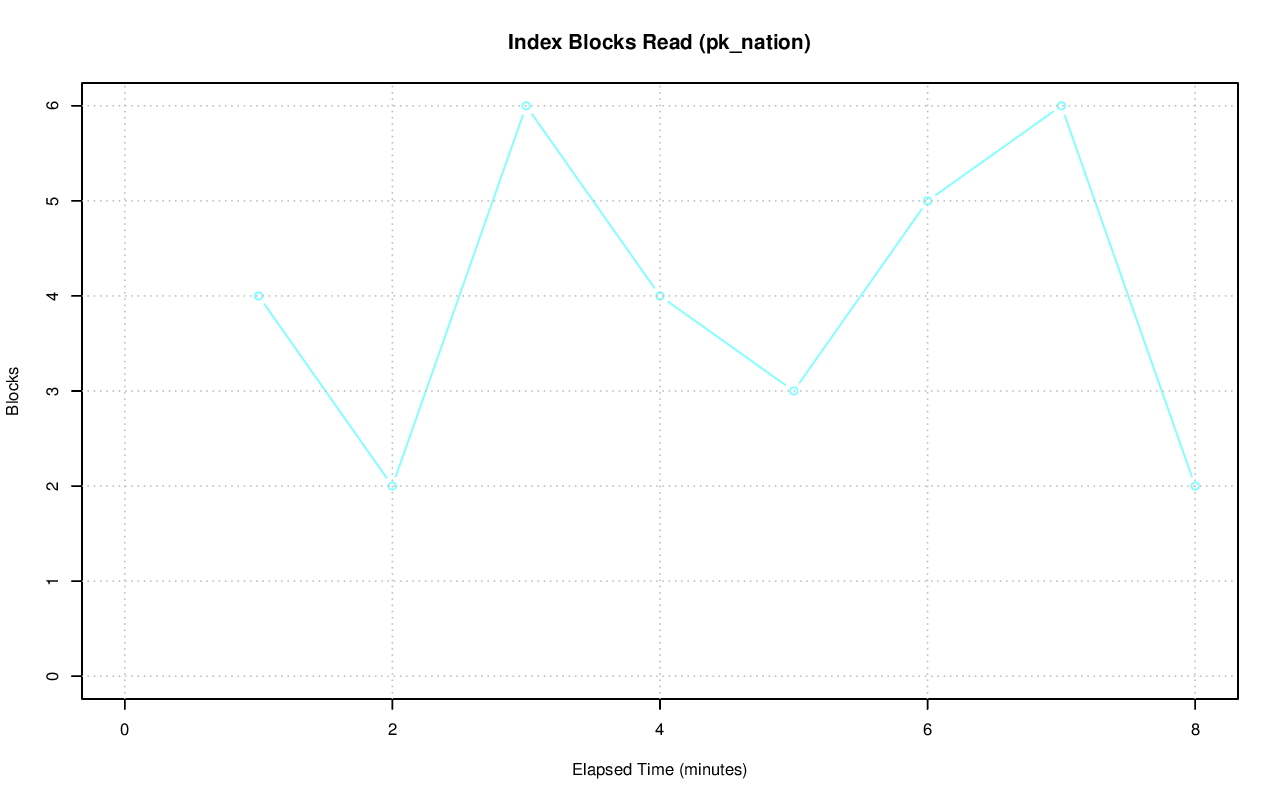 Index Blocks Read (pk_nation)
6
5
4
3
2
1
0
Blocks
0 2 4 6 8
Elapsed Time (minutes)